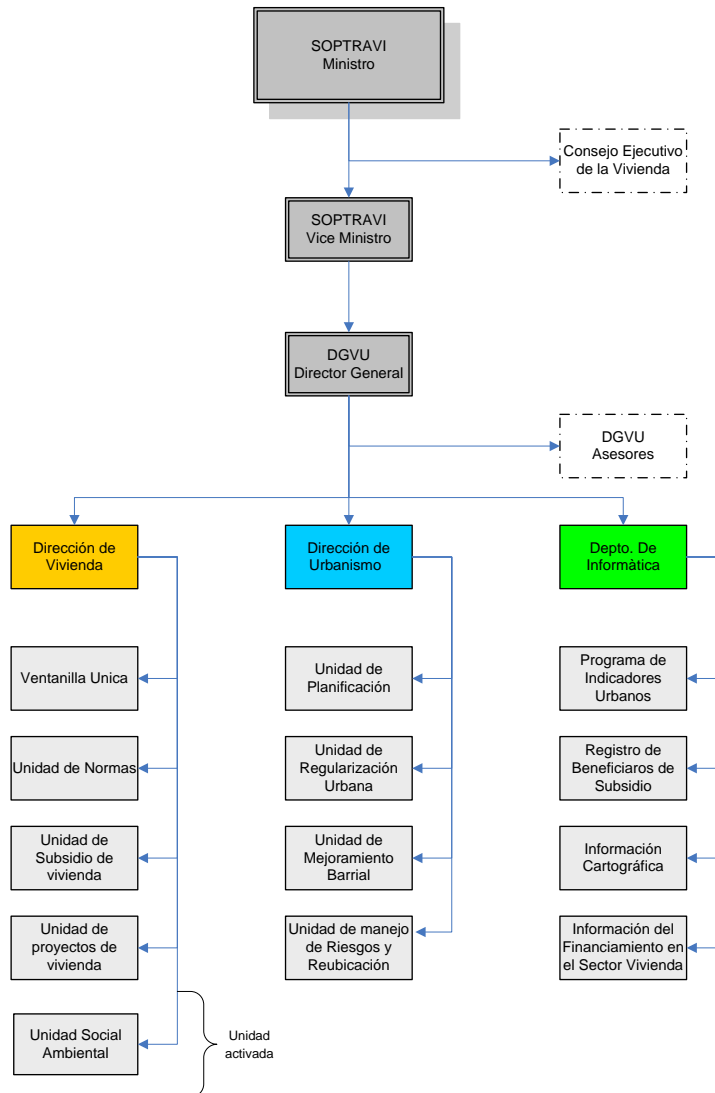 SOPTRAVI
Ministro
Consejo Ejecutivo
de la Vivienda
SOPTRAVI
Vice Ministro
DGVU
Director General
DGVU
Asesores
Dirección de
Vivienda
Dirección de
Urbanismo
Depto. De
Informàtica
Ventanilla Unica
Unidad de
Planificación
Programa de
Indicadores
Urbanos
Unidad de Normas
Unidad de
Regularización
Urbana
Registro de
Beneficiaros de
Subsidio
Unidad de
Subsidio de
vivienda
Unidad de
Mejoramiento
Barrial
Información
Cartográfica
Unidad de
proyectos de
vivienda
Unidad de manejo
de Riesgos y
Reubicación
Información del
Financiamiento en
el Sector Vivienda
Unidad Social
Ambiental
Unidad
activada